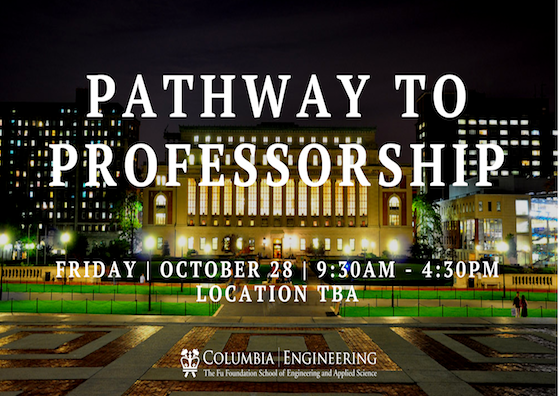 PATHWAY TO
PROFESSORSHIP
FRIDAY | OCTOBER 28 | 9:30AM - 4:30PM
LOCATION TBA
COLUMBIA | ENGINEERING
The Fu Foundation School of Engineering and Applied Science